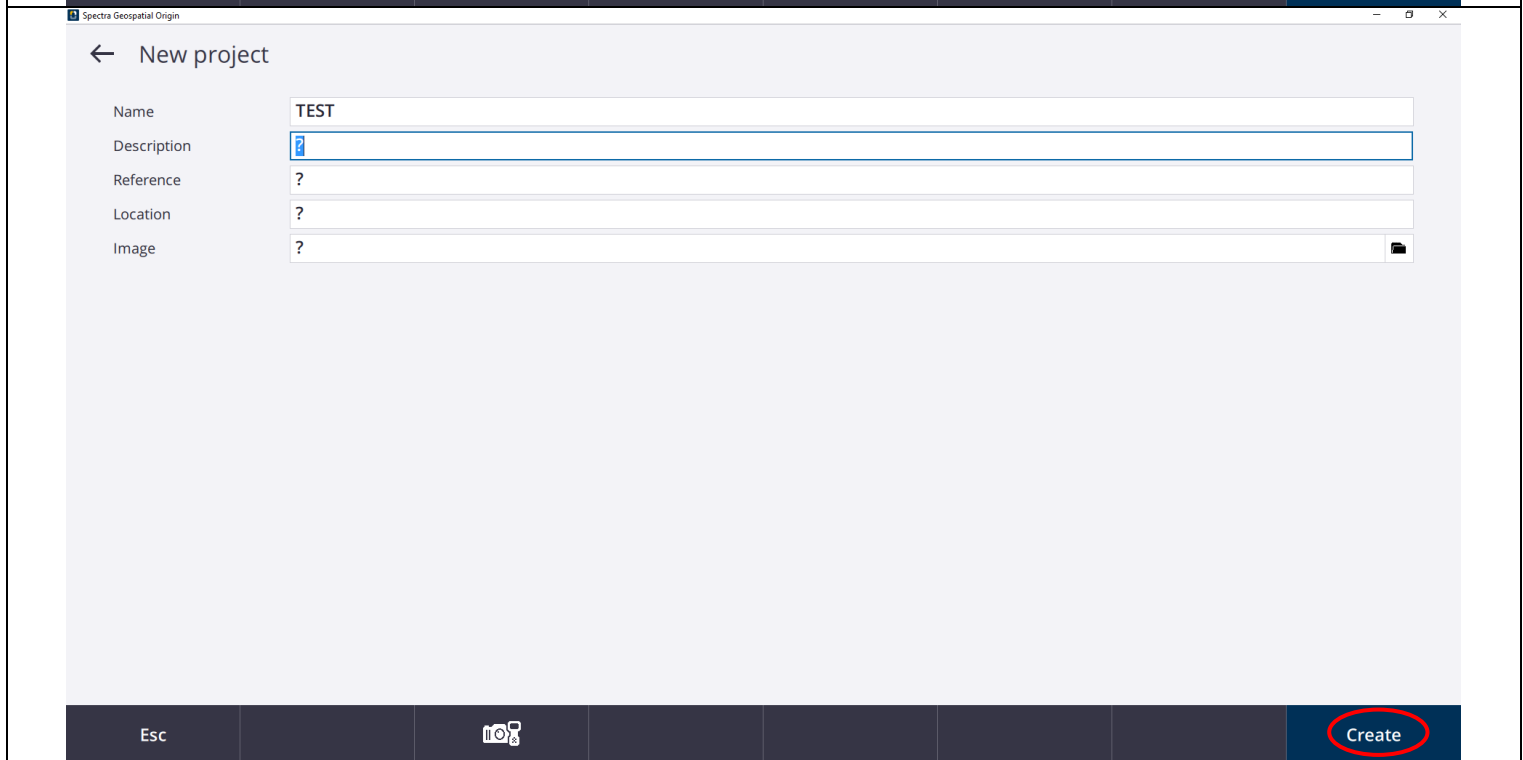 Spectra Geospatial Origin
New project
Name TEST
Description ?
Reference ?
Location ?
Image ?
Esc Create